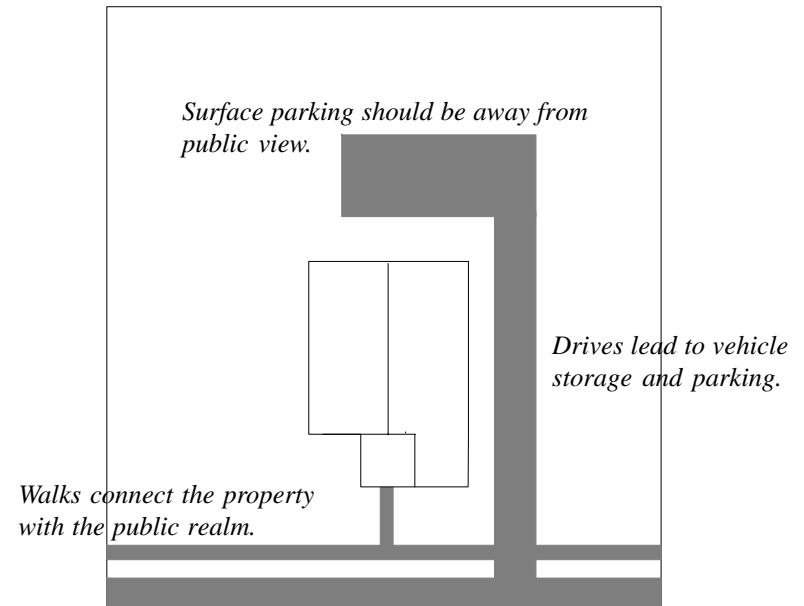 Surface parking should be away from
public view.
Drives lead to vehicle
storage and parking.
Walks connect the property
with the public realm.